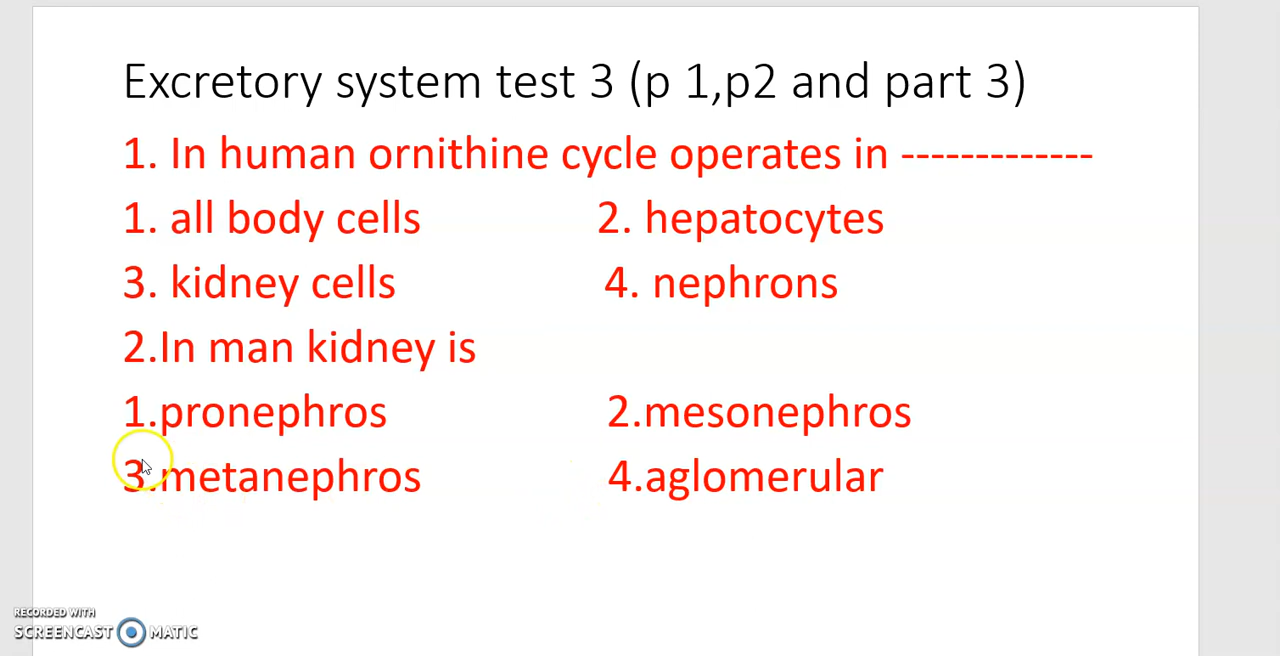 Excretory system test 3 (p 1,p2 and part 3)
1. In human ornithine cycle operates in -------------
1. all body cells 2. hepatocytes
3. kidney cells 4. nephrons
2.In man kidney is
1.pronephros 2.mesonephros
3.metanephros 4.aglomerular
RECORDED WITH
SCREENCAST MATIC